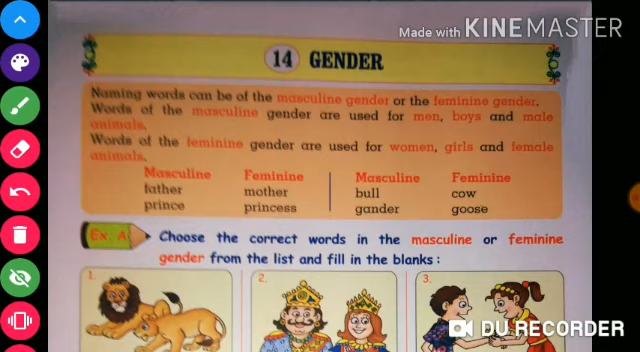 Made with KINEMASTER
14 GENDER
Naming words can be of the masculine gender or the feminine gender.
Words of the masculine gender are used for men, boys and male
animals.
Words of the feminine gender are used for women, girls and female
animals.
Masculine Feminine Masculine Feminine
father mother bull cow
prince princess gander goose
Ex. A Choose the correct words in the masculine or feminine
gender from the list and fill in the blanks :
1. 2. 3.
DU RECORDER